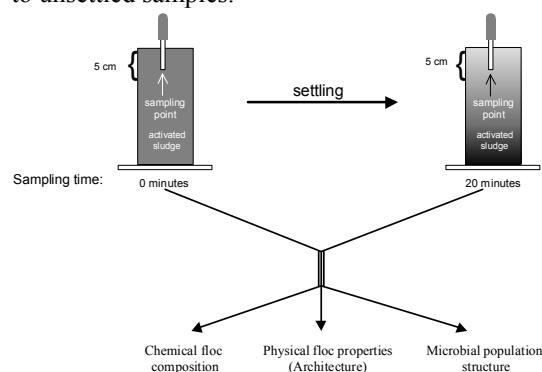 to unsettled samples.
5 cm
5 cm
settling
sampling
point
sampling
point
activated
sludge
activated
sludge
Sampling time:
0 minutes
20 minutes
Chemical floc
composition
Physical floc properties
(Architecture)
Microbial population
structure